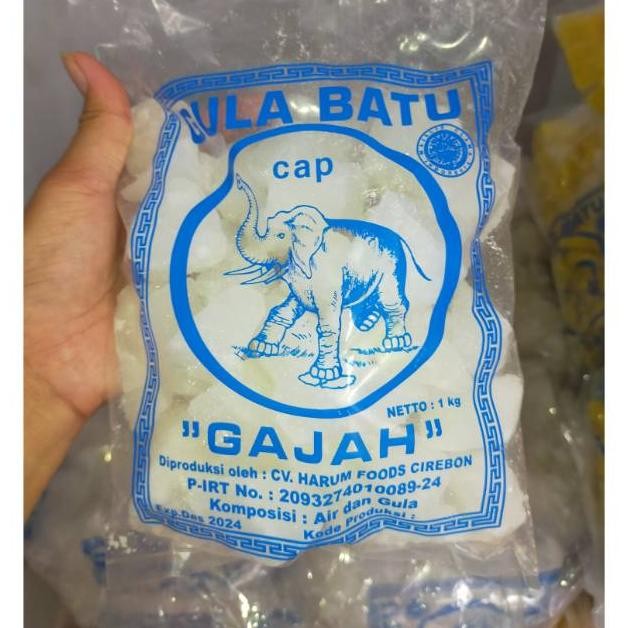 GULA BATU
cap
NETTO : 1 kg
"GAJAH"
Diproduksi oleh : CV. HARUM FOODS CIREBON
P-IRT No. : 2093274010089-24
Komposisi : Air dan Gula
Kode Produksi :
Exp.Des 2024